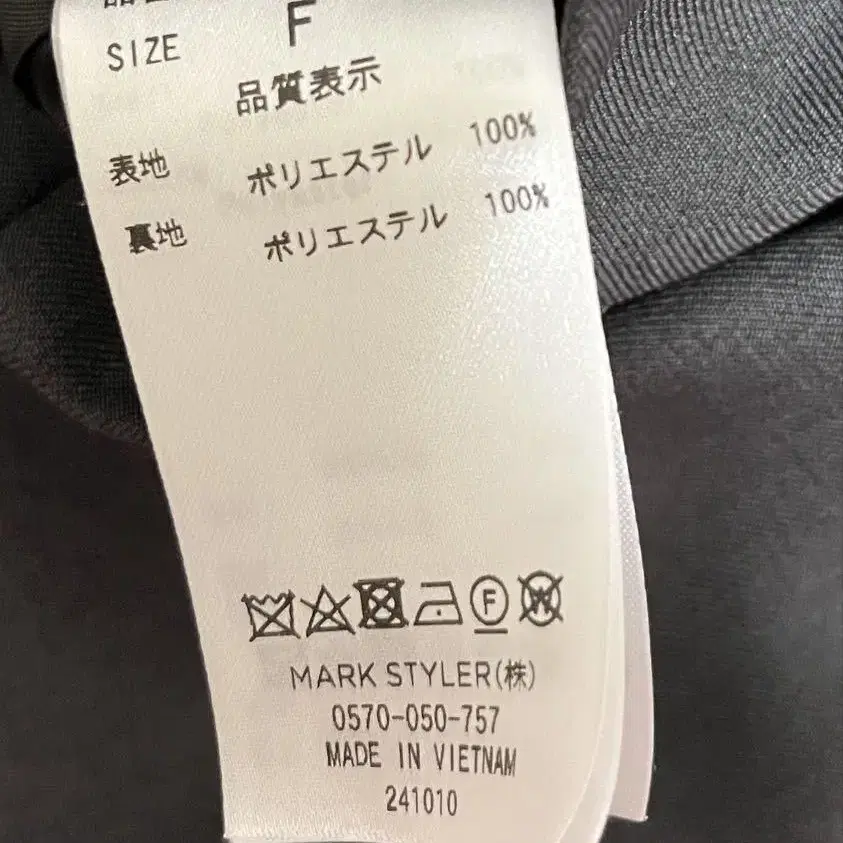 SIZE F
品質表示
表地 ポリエステル 100%
裏地 ポリエステル 100%
F W
MARK STYLER(株)
0570-050-757
MADE IN VIETNAM
241010